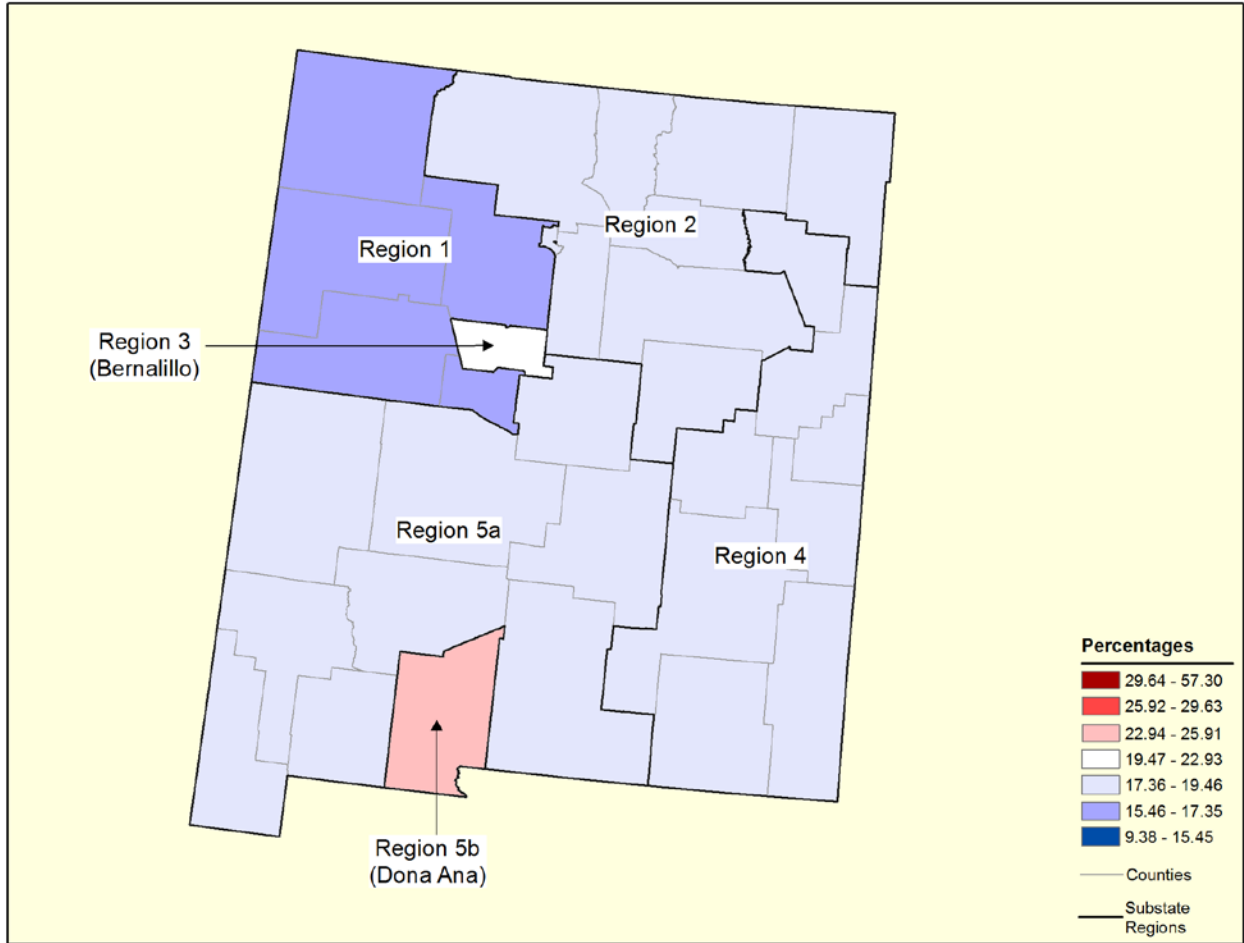 Region 2
Region 1
Region 3
(Bernalillo)
Region 5a
Region 4
Region 5b
(Dona Ana)
Percentages
29.64 - 57.30
25.92 - 29.63
22.94 - 25.91
19.47 - 22.93
17.36 - 19.46
15.46 - 17.35
9.38 - 15.45
Counties
Substate
Regions